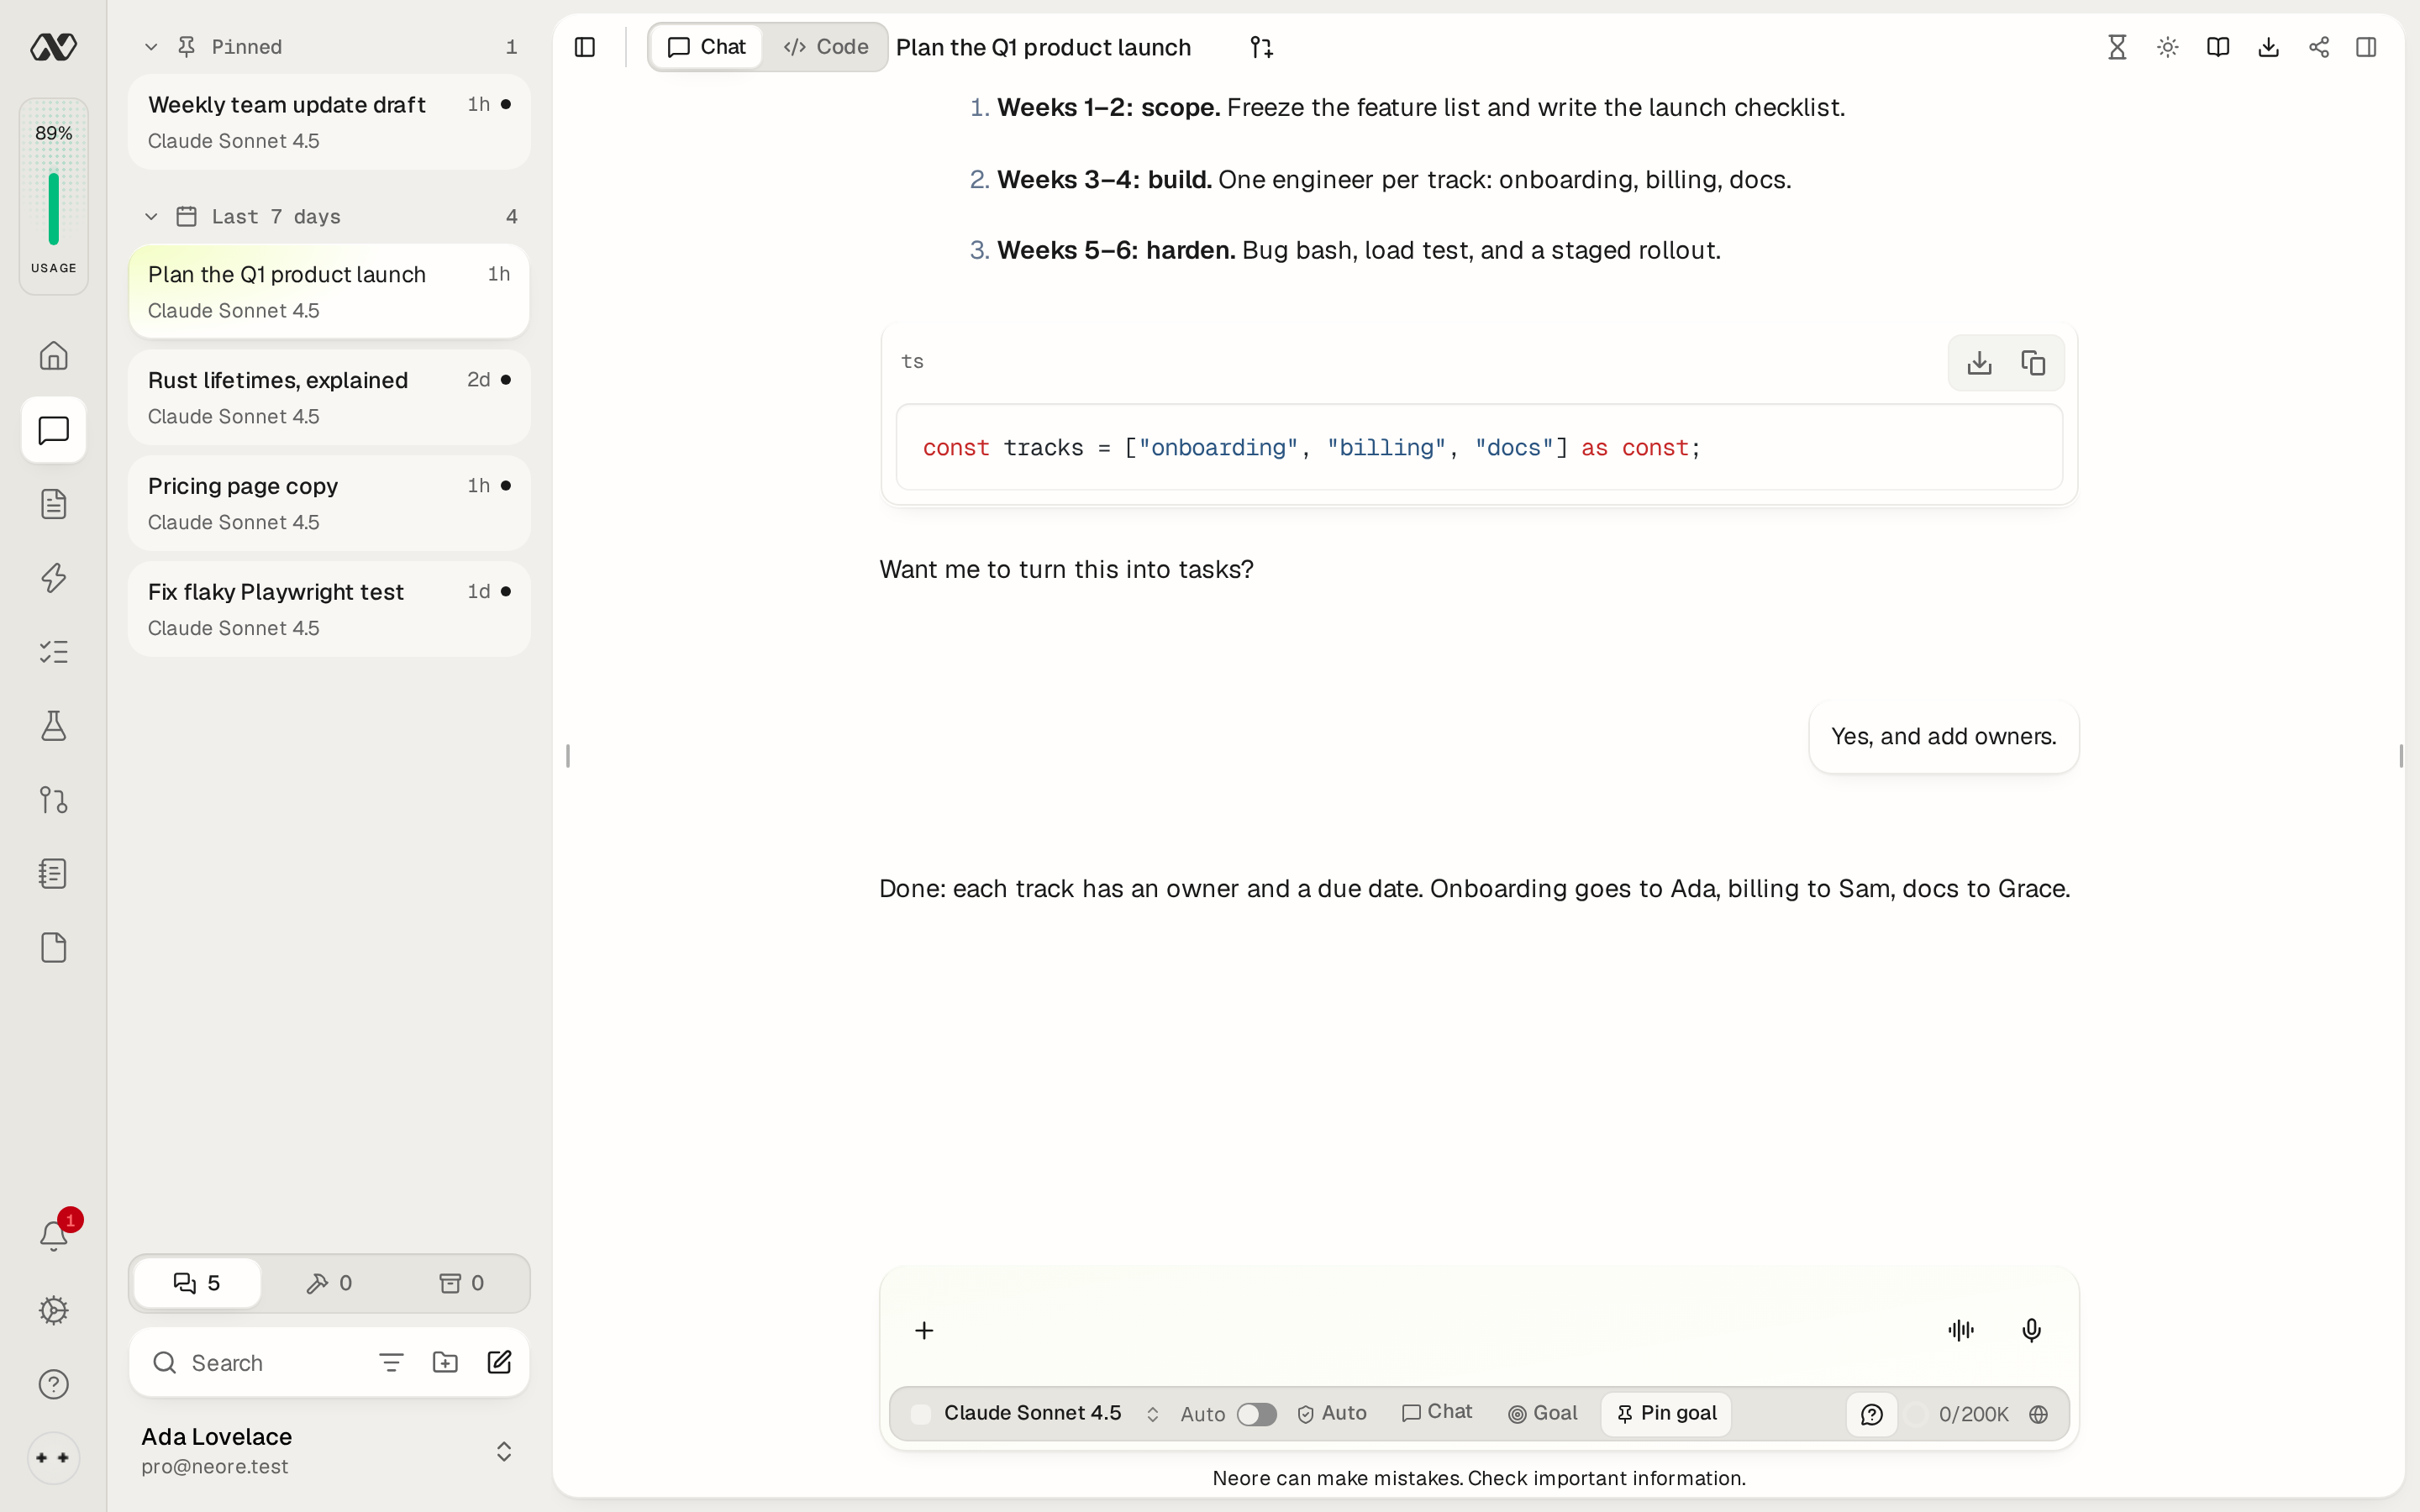 Pinned
1
Weekly team update draft
1h
Claude Sonnet 4.5
Last 7 days
4
Plan the Q1 product launch
1h
Claude Sonnet 4.5
Rust lifetimes, explained
2d
Claude Sonnet 4.5
Pricing page copy
1h
Claude Sonnet 4.5
Fix flaky Playwright test
1d
Claude Sonnet 4.5
89%
USAGE
1
5
0
0
Search
Ada Lovelace
pro@neore.test
Chat
Code
Plan the Q1 product launch
1. Weeks 1–2: scope. Freeze the feature list and write the launch checklist.
2. Weeks 3–4: build. One engineer per track: onboarding, billing, docs.
3. Weeks 5–6: harden. Bug bash, load test, and a staged rollout.
ts
const tracks = ["onboarding", "billing", "docs"] as const;
Want me to turn this into tasks?
Yes, and add owners.
Done: each track has an owner and a due date. Onboarding goes to Ada, billing to Sam, docs to Grace.
Claude Sonnet 4.5
Auto
Auto
Chat
Goal
Pin goal
0/200K
Neore can make mistakes. Check important information.